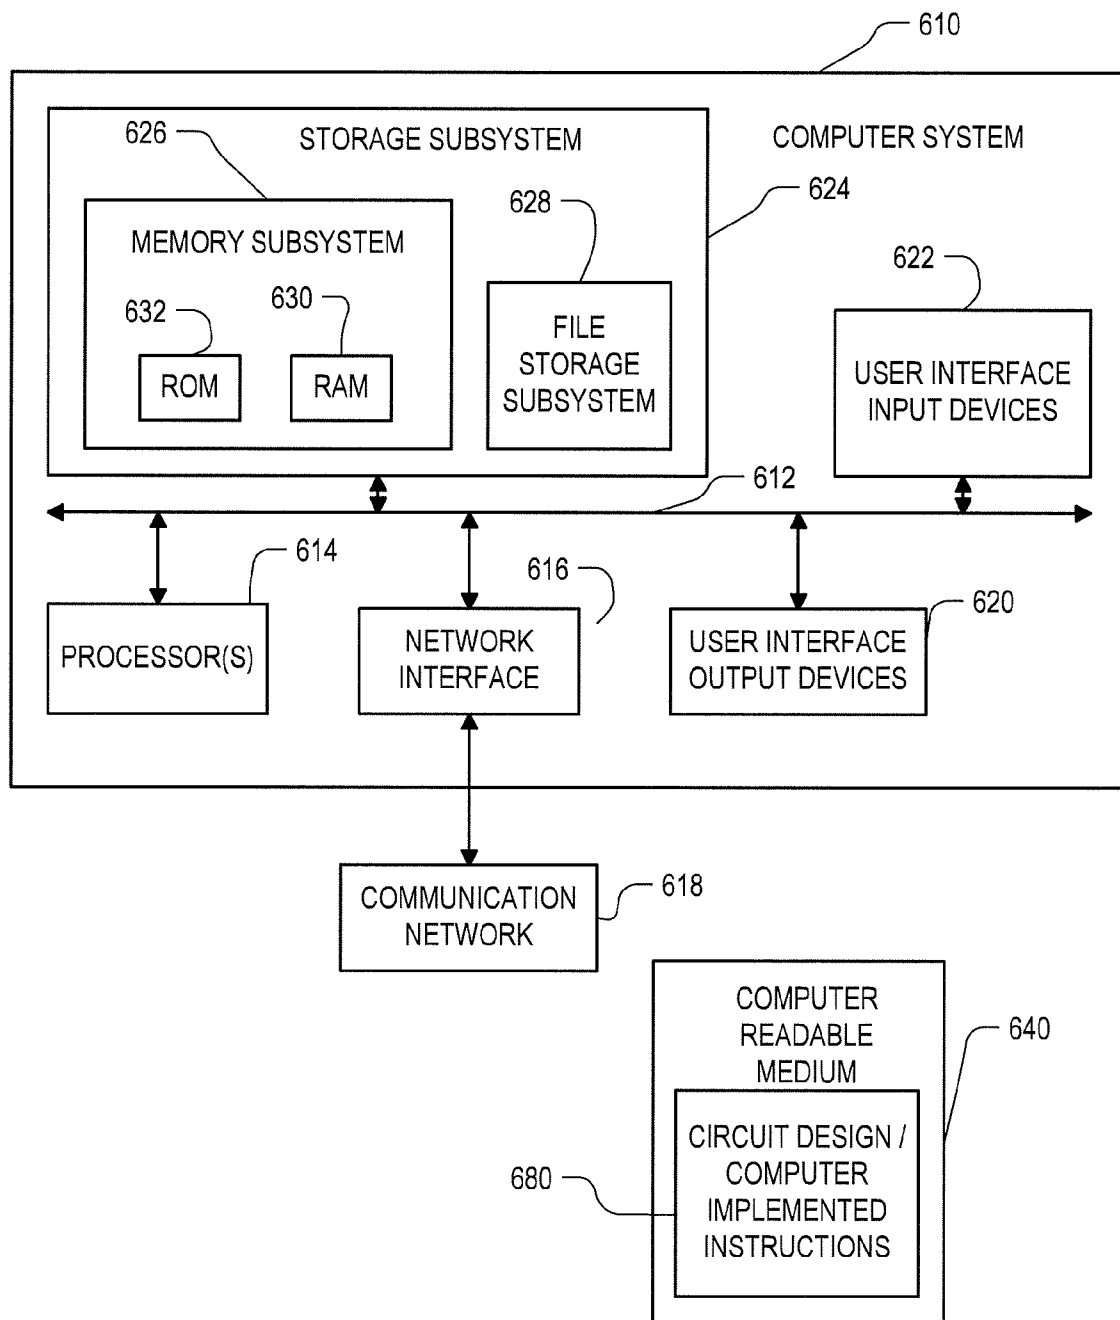 610
626
STORAGE SUBSYSTEM
COMPUTER SYSTEM
624
628
MEMORY SUBSYSTEM
622
632
630
FILE
STORAGE
SUBSYSTEM
ROM
RAM
USER INTERFACE
INPUT DEVICES
612
614
616
620
PROCESSOR(S)
NETWORK
INTERFACE
USER INTERFACE
OUTPUT DEVICES
COMMUNICATION
NETWORK
618
COMPUTER
READABLE
MEDIUM
640
CIRCUIT DESIGN /
COMPUTER
IMPLEMENTED
INSTRUCTIONS
680